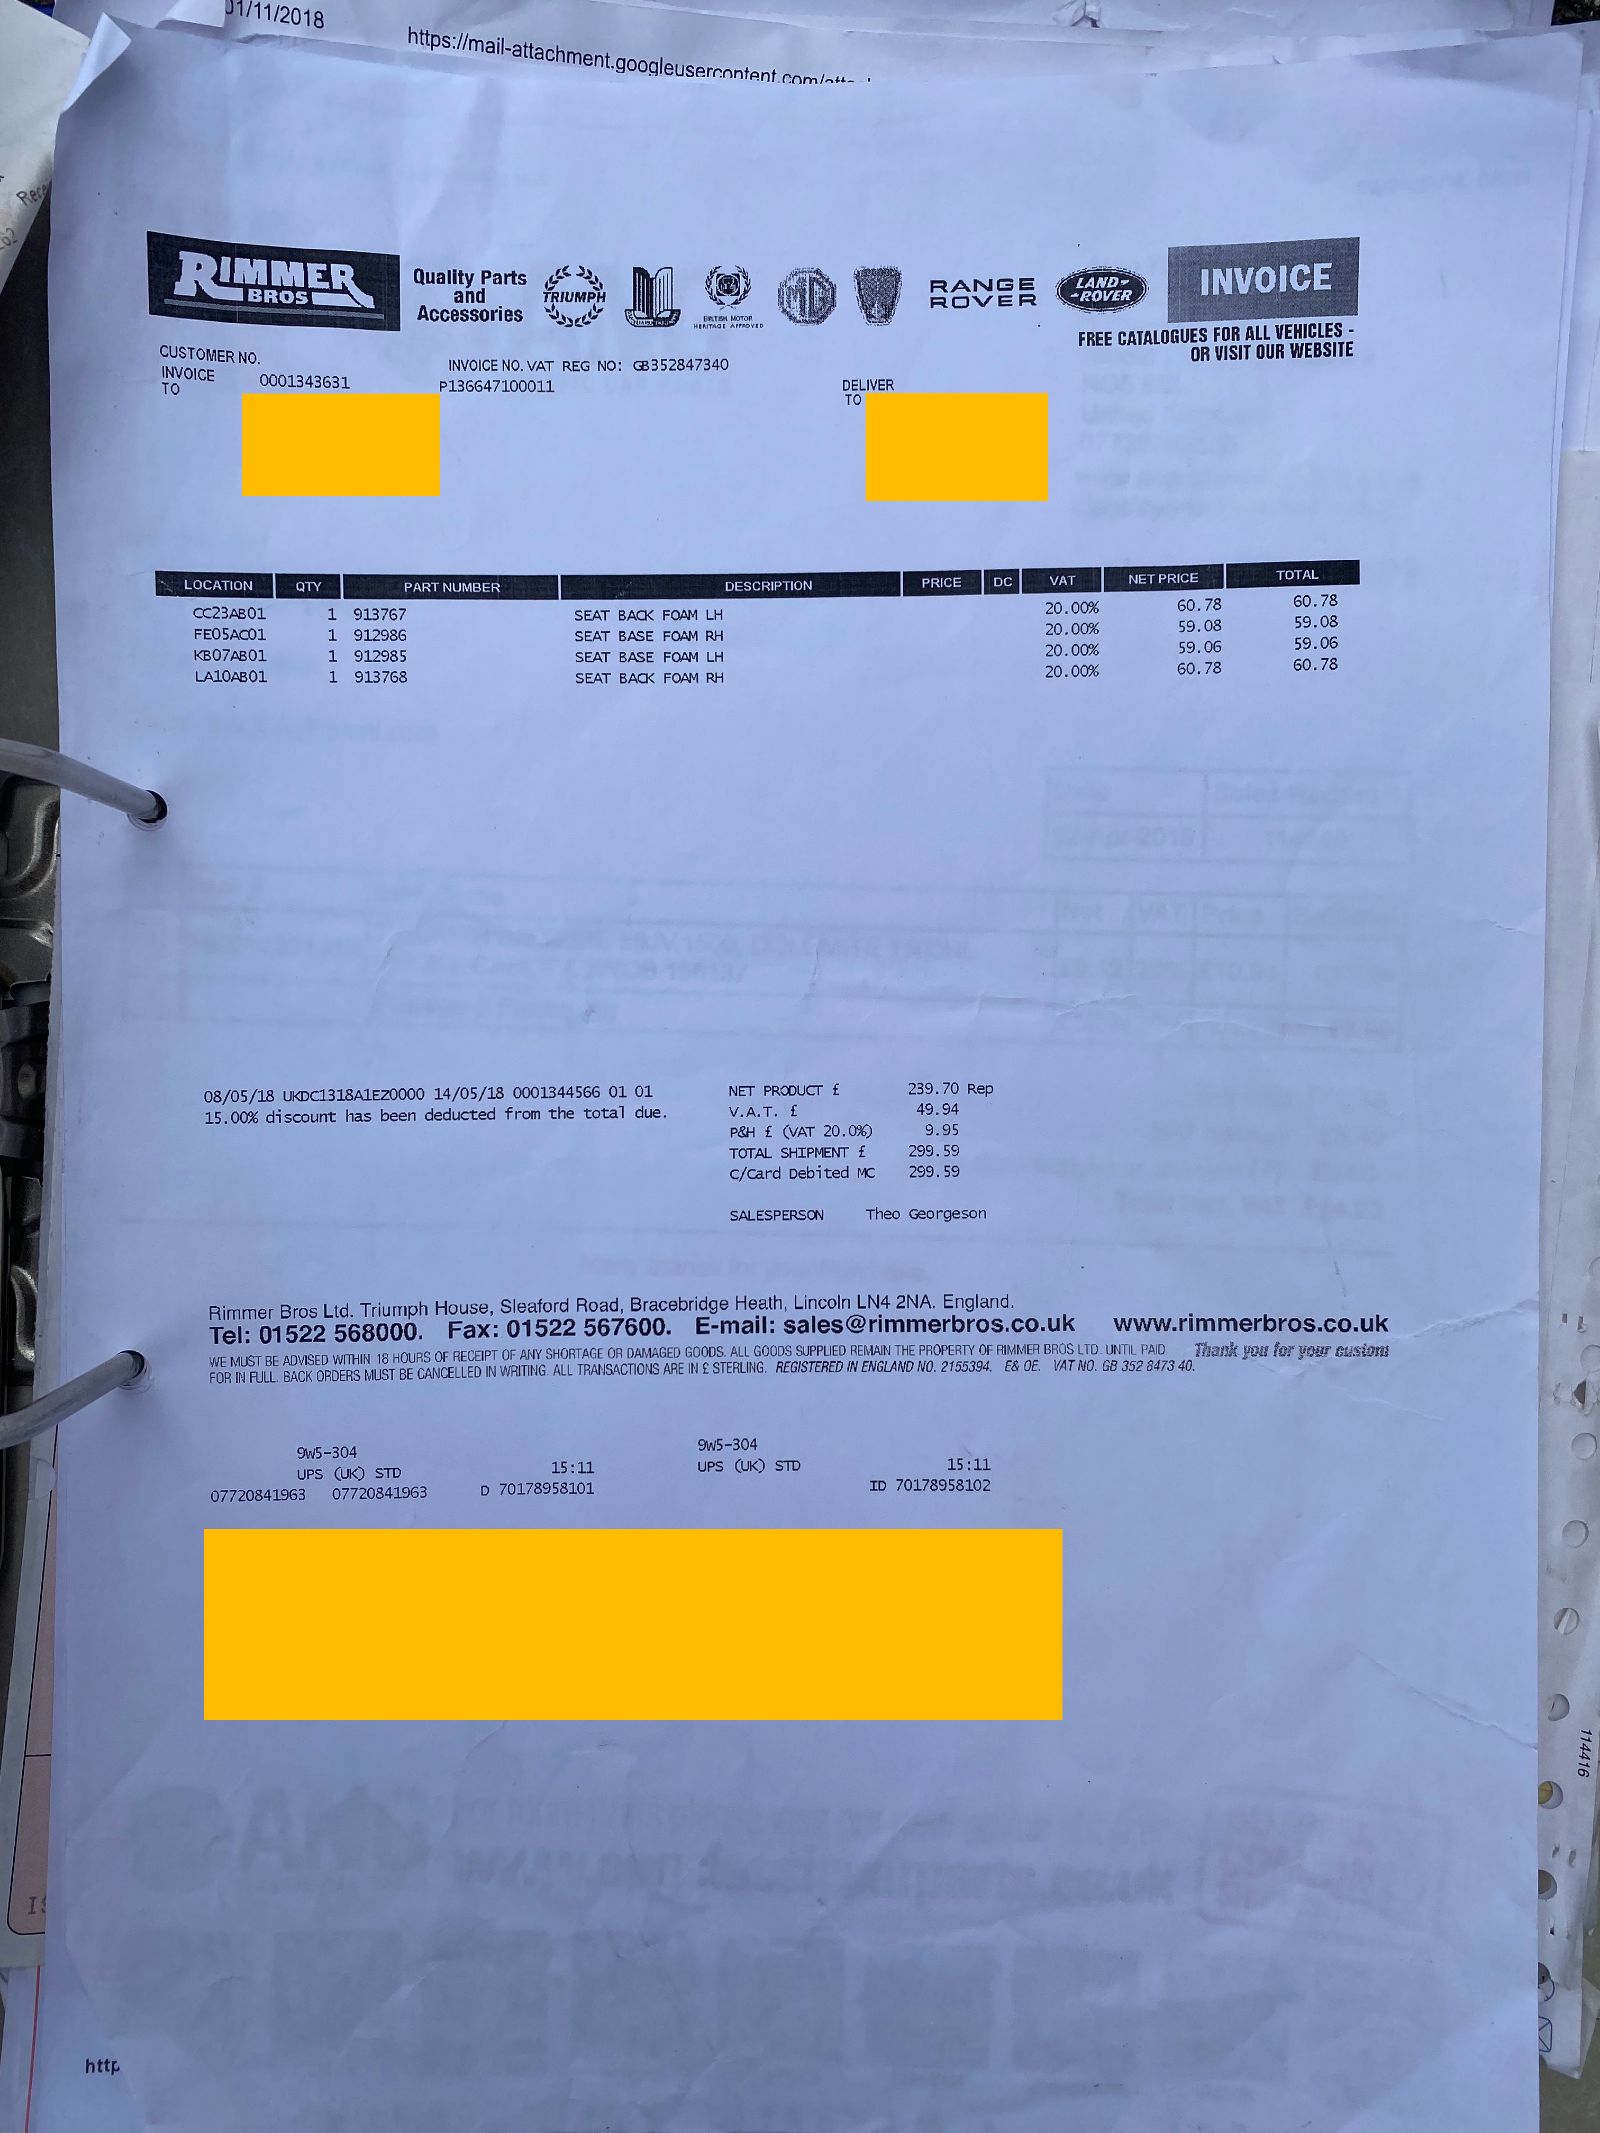 01/11/2018
https://mail-attachment.googleusercontent.com/
RIMMER
BROS
Quality Parts
and
Accessories
TRIUMPH
BRITISH MOTOR
HERITAGE APPROVED
MG
RANGE
ROVER
LAND-
-ROVER
INVOICE
FREE CATALOGUES FOR ALL VEHICLES -
OR VISIT OUR WEBSITE
CUSTOMER NO.
INVOICE NO. VAT REG NO: GB352847340
INVOICE
TO
0001343631
P136647100011
DELIVER
TO
LOCATION QTY PART NUMBER DESCRIPTION PRICE DC VAT NET PRICE TOTAL
CC23AB01 1 913767 SEAT BACK FOAM LH 20.00% 60.78 60.78
FE05AC01 1 912986 SEAT BASE FOAM RH 20.00% 59.08 59.08
KB07AB01 1 912985 SEAT BASE FOAM LH 20.00% 59.06 59.06
LA10AB01 1 913768 SEAT BACK FOAM RH 20.00% 60.78 60.78
08/05/18 UKDC1318A1EZ0000 14/05/18 0001344566 01 01
15.00% discount has been deducted from the total due.
NET PRODUCT £ 239.70 Rep
V.A.T. £ 49.94
P&H £ (VAT 20.0%) 9.95
TOTAL SHIPMENT £ 299.59
C/Card Debited MC 299.59
SALESPERSON Theo Georgeson
Rimmer Bros Ltd. Triumph House, Sleaford Road, Bracebridge Heath, Lincoln LN4 2NA. England.
Tel: 01522 568000. Fax: 01522 567600. E-mail: sales@rimmerbros.co.uk www.rimmerbros.co.uk
WE MUST BE ADVISED WITHIN 18 HOURS OF RECEIPT OF ANY SHORTAGE OR DAMAGED GOODS. ALL GOODS SUPPLIED REMAIN THE PROPERTY OF RIMMER BROS LTD. UNTIL PAID Thank you for your custom
FOR IN FULL. BACK ORDERS MUST BE CANCELLED IN WRITING. ALL TRANSACTIONS ARE IN £ STERLING. REGISTERED IN ENGLAND NO. 2155394. E& OE. VAT NO. GB 352 8473 40.
9W5-304 9W5-304
UPS (UK) STD 15:11 UPS (UK) STD 15:11
07720841963 07720841963 D 70178958101 ID 70178958102
114416
http